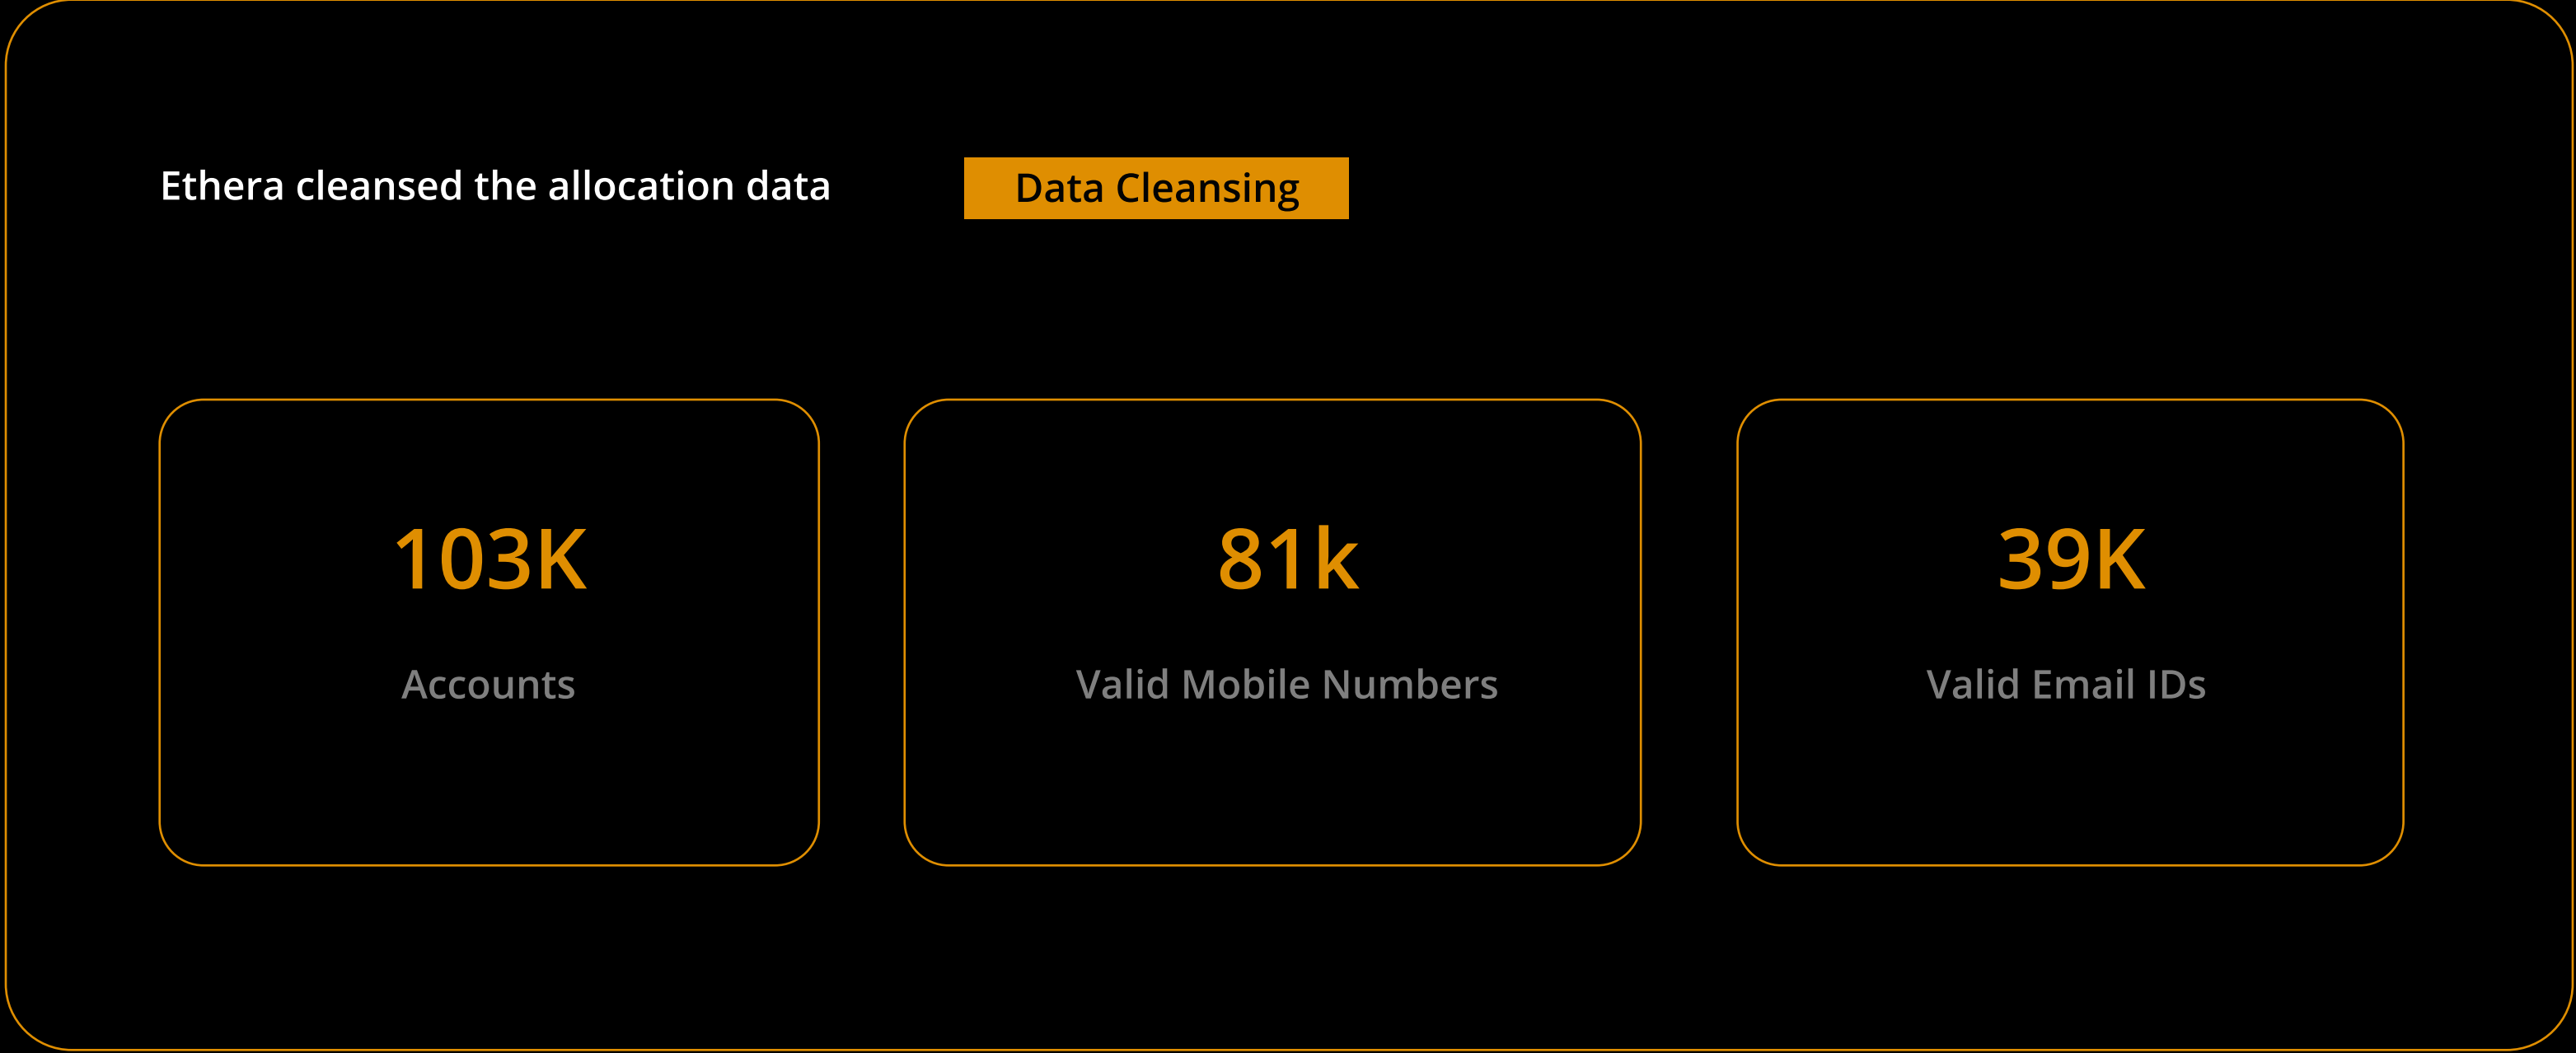 Ethera cleansed the allocation data
Data Cleansing
103K
Accounts
81k
Valid Mobile Numbers
39K
Valid Email IDs